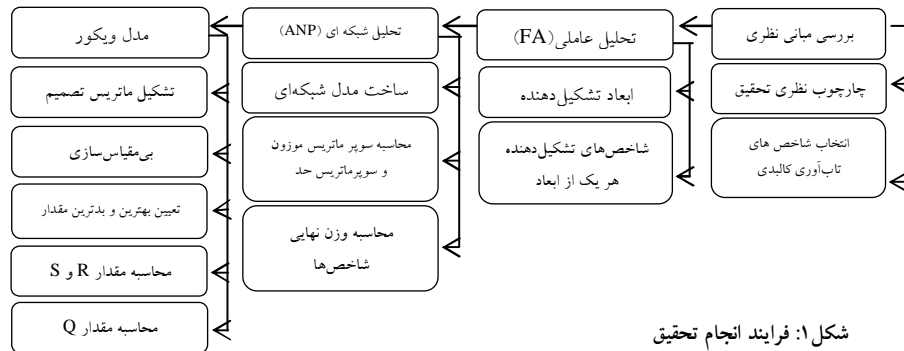 بررسی مبانی نظری
چارچوب نظری تحقیق
انتخاب شاخص های
تاب‌آوری کالبدی
تحلیل عاملی(FA)
ابعاد تشکیل‌دهنده
شاخص‌های تشکیل‌دهنده
هر یک از ابعاد
تحلیل شبکه ای (ANP)
ساخت مدل شبکه‌ای
محاسبه سوپر ماتریس موزون
و سوپرماتریس حد
محاسبه وزن نهایی
شاخص‌ها
مدل ویکور
تشکیل ماتریس تصمیم
بی‌مقیاس‌سازی
تعیین بهترین و بدترین مقدار
محاسبه مقدار R و S
محاسبه مقدار Q
شکل۱: فرایند انجام تحقیق